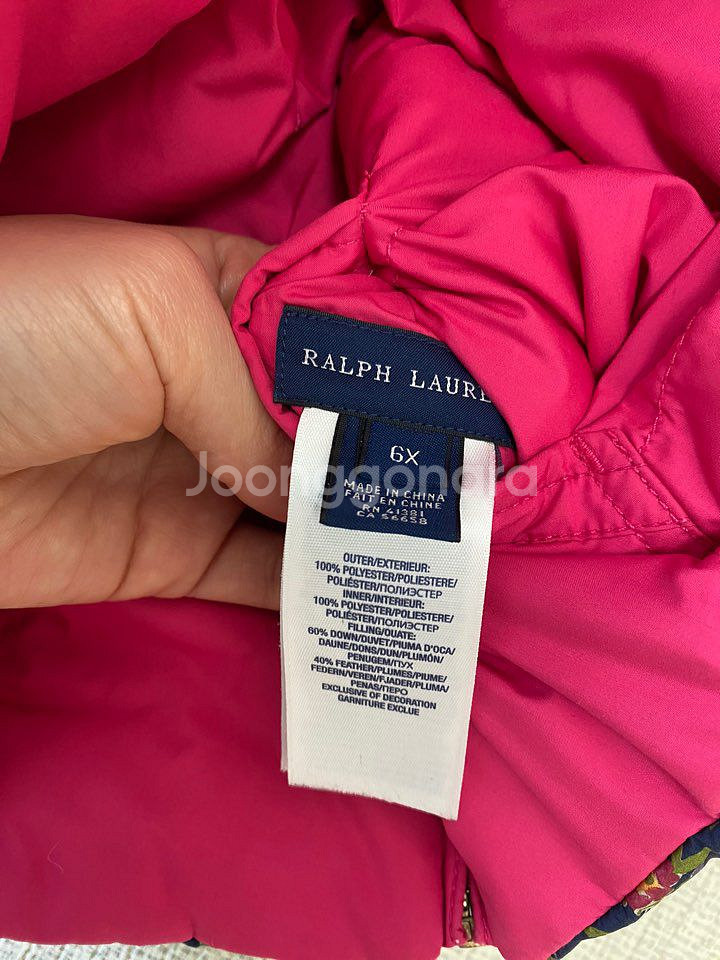 RALPH LAURE
6X
Joonggonara
MADE IN CHINA
FAIT EN CHINE
RN 41381
CA 56658
OUTER/EXTERIEUR:
100% POLYESTER/POLIESTERE/
POLIÉSTER/ПОЛИЭСТЕР
INNER/INTERIEUR:
100% POLYESTER/POLIESTERE/
POLIÉSTER/ПОЛИЭСТЕР
FILLING/OUATE:
60% DOWN/DUVET/PIUMA D'OCA/
DAUNE/DONS/DUN/PLUMÓN/
PENUGEM/ПУХ
40% FEATHER/PLUMES/PIUME/
FEDERN/VEREN/FJADER/PLUMA/
PENAS/ПЕРО
EXCLUSIVE OF DECORATION
GARNITURE EXCLUE